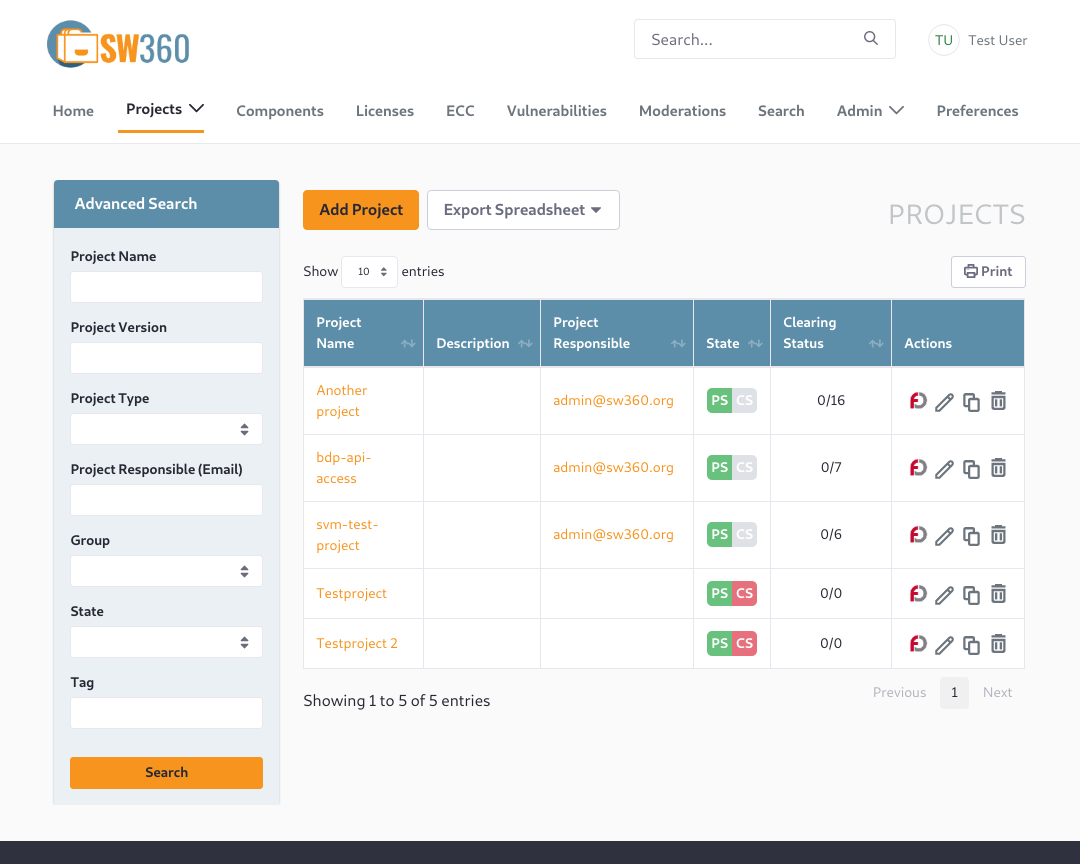 SW360
Search...
TU Test User
Home Projects Components Licenses ECC Vulnerabilities Moderations Search Admin Preferences
Advanced Search
Project Name
Project Version
Project Type
Project Responsible (Email)
Group
State
Tag
Search
Add Project Export Spreadsheet
PROJECTS
Show 10 entries
Print
Project Name Description Project Responsible State Clearing Status Actions
Another project admin@sw360.org PS CS 0/16
bdp-api-access admin@sw360.org PS CS 0/7
svm-test-project admin@sw360.org PS CS 0/6
Testproject PS CS 0/0
Testproject 2 PS CS 0/0
Showing 1 to 5 of 5 entries
Previous 1 Next